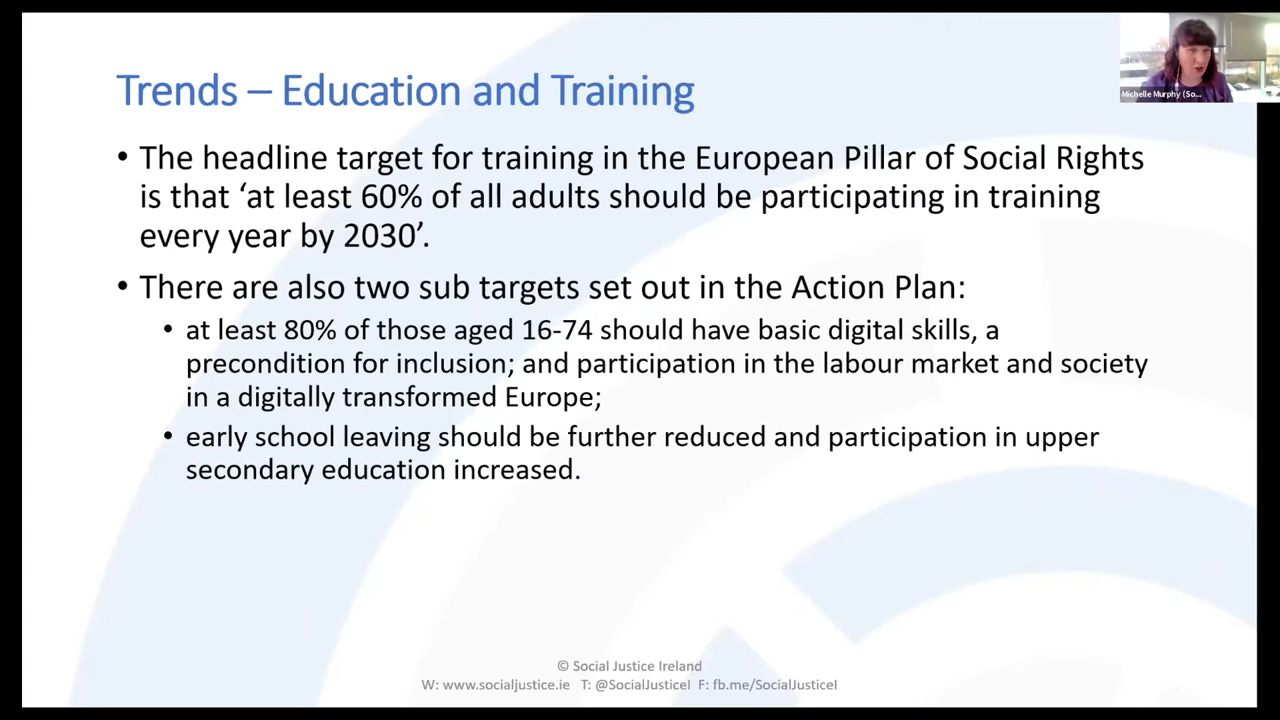 Trends – Education and Training
Michelle Murphy (So...
• The headline target for training in the European Pillar of Social Rights
is that ‘at least 60% of all adults should be participating in training
every year by 2030’.
• There are also two sub targets set out in the Action Plan:
• at least 80% of those aged 16-74 should have basic digital skills, a
precondition for inclusion; and participation in the labour market and society
in a digitally transformed Europe;
• early school leaving should be further reduced and participation in upper
secondary education increased.
© Social Justice Ireland
W: www.socialjustice.ie T: @SocialJusticeI F: fb.me/SocialJusticeI